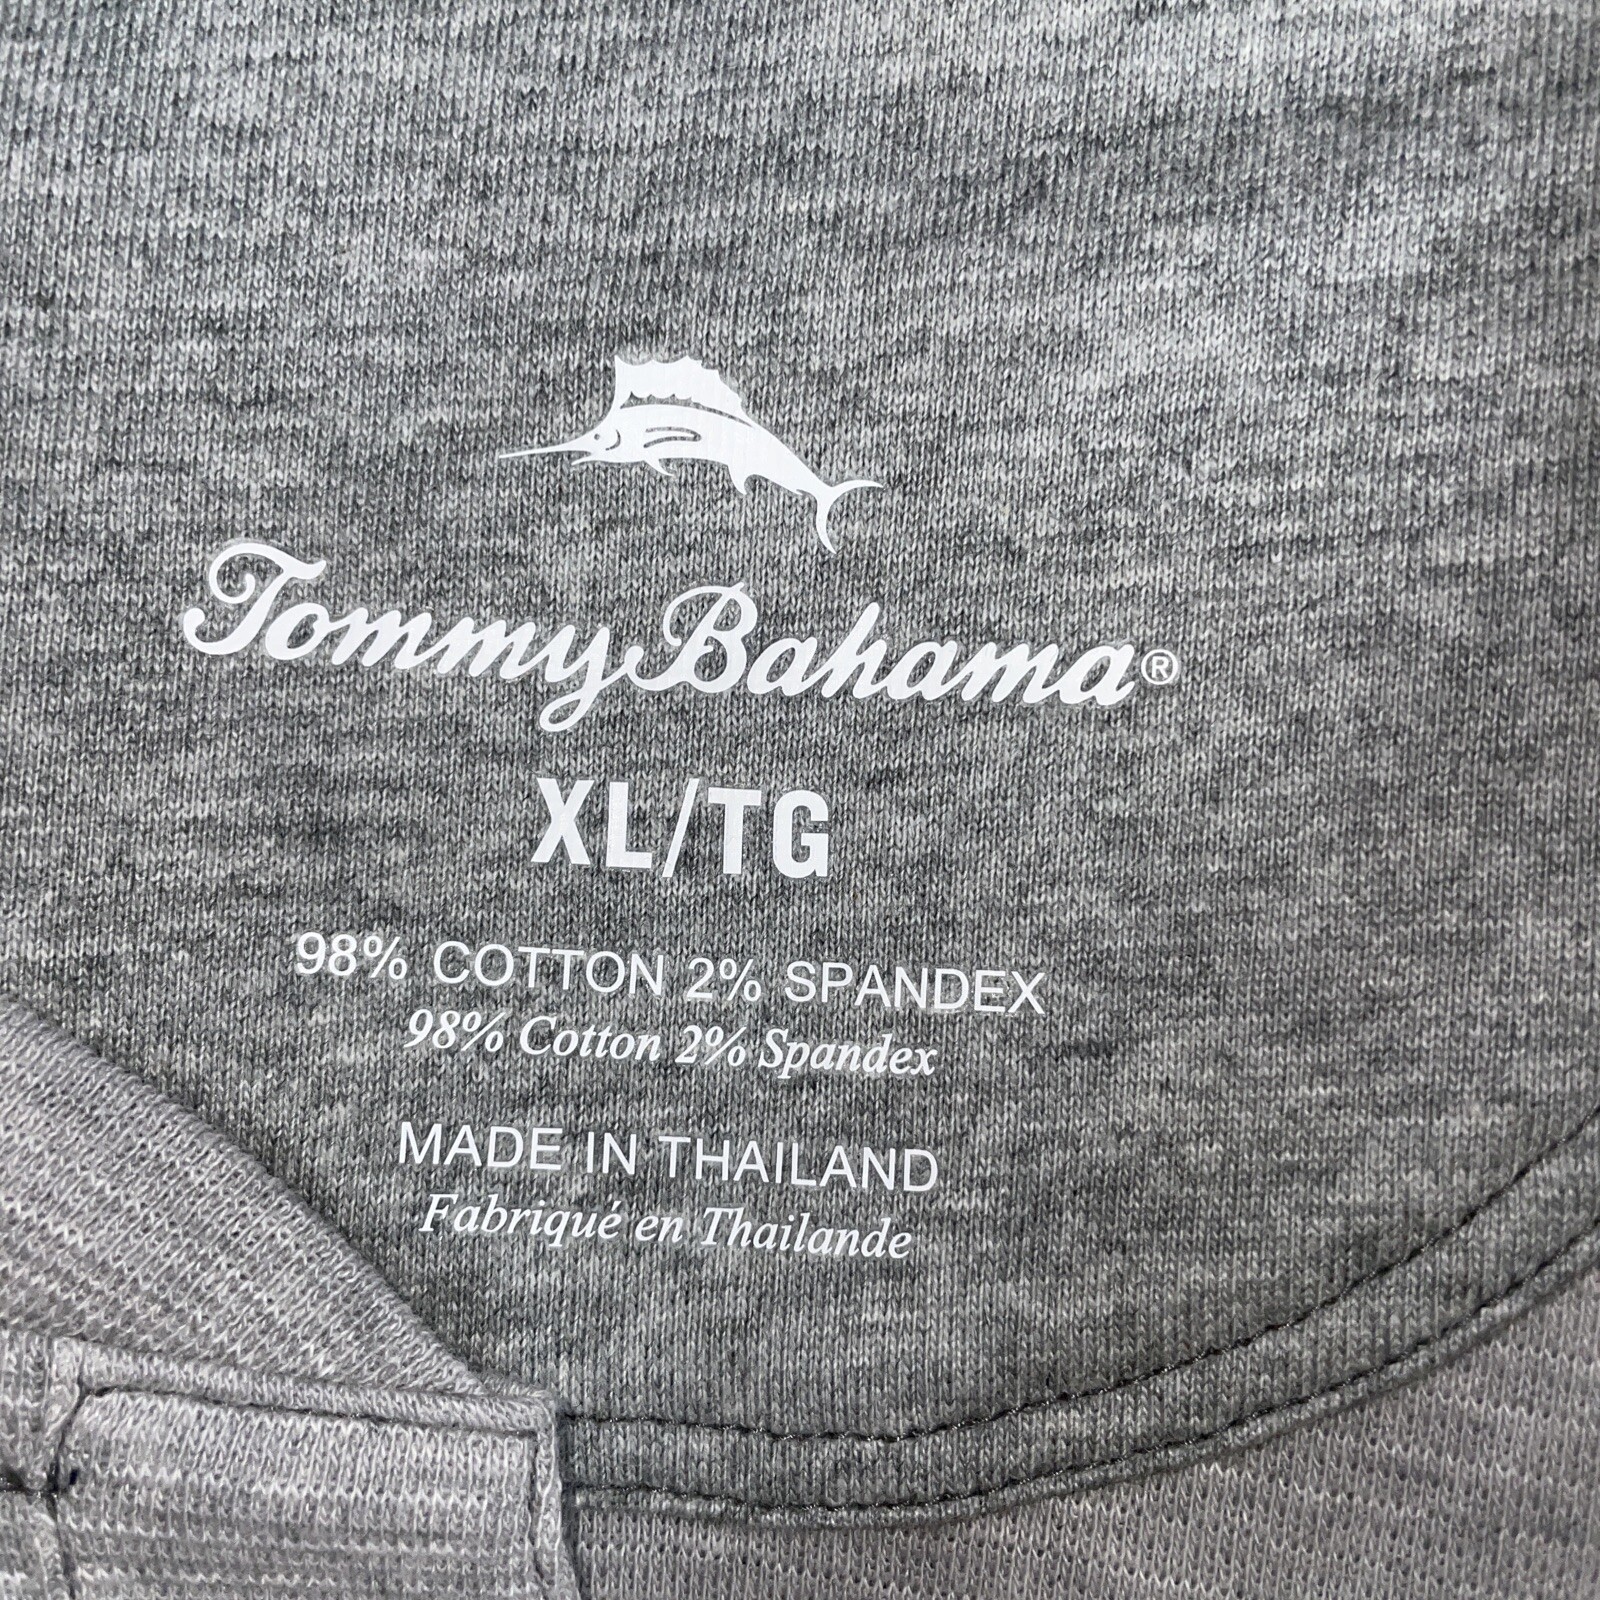 Tommy Bahama®
XL/TG
98% COTTON 2% SPANDEX
98% Cotton 2% Spandex
MADE IN THAILAND
Fabriqué en Thailande